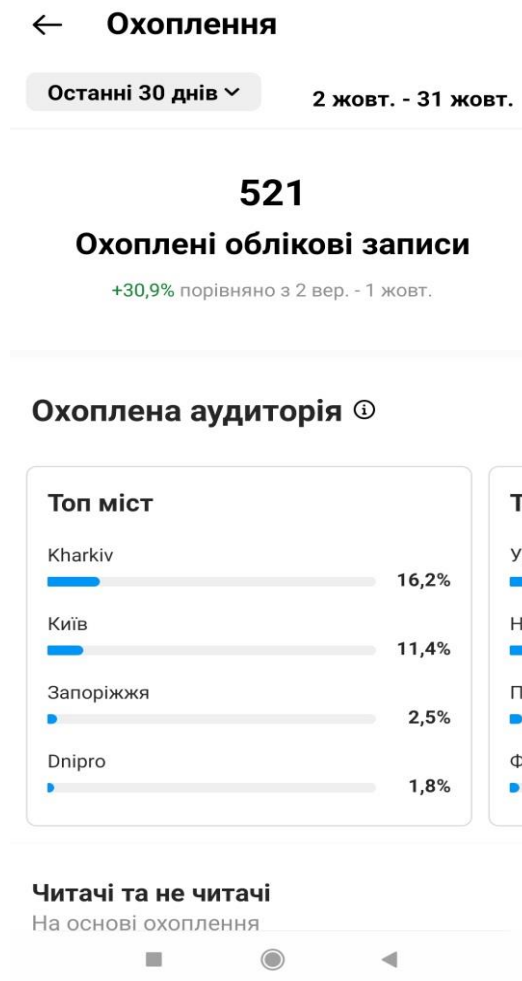 Охоплення
Останні 30 днів
2 жовт. - 31 жовт.
521
Охоплені облікові записи
+30,9% порівняно з 2 вер. - 1 жовт.
Охоплена аудиторія
Топ міст
Kharkiv
16,2%
Київ
11,4%
Запоріжжя
2,5%
Dnipro
1,8%
Читачі та не читачі
На основі охоплення